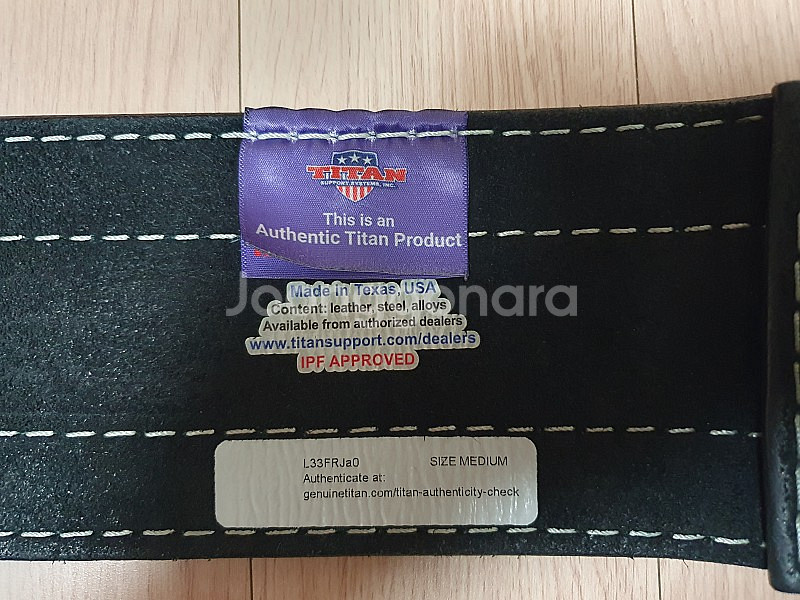 TITAN
SUPPORT SYSTEMS, INC.
This is an
Authentic Titan Product
Made in Texas, USA
Content: leather, steel, alloys
Available from authorized dealers
www.titansupport.com/dealers
IPF APPROVED
L33FRJa0 SIZE MEDIUM
Authenticate at:
genuinetitan.com/titan-authenticity-check